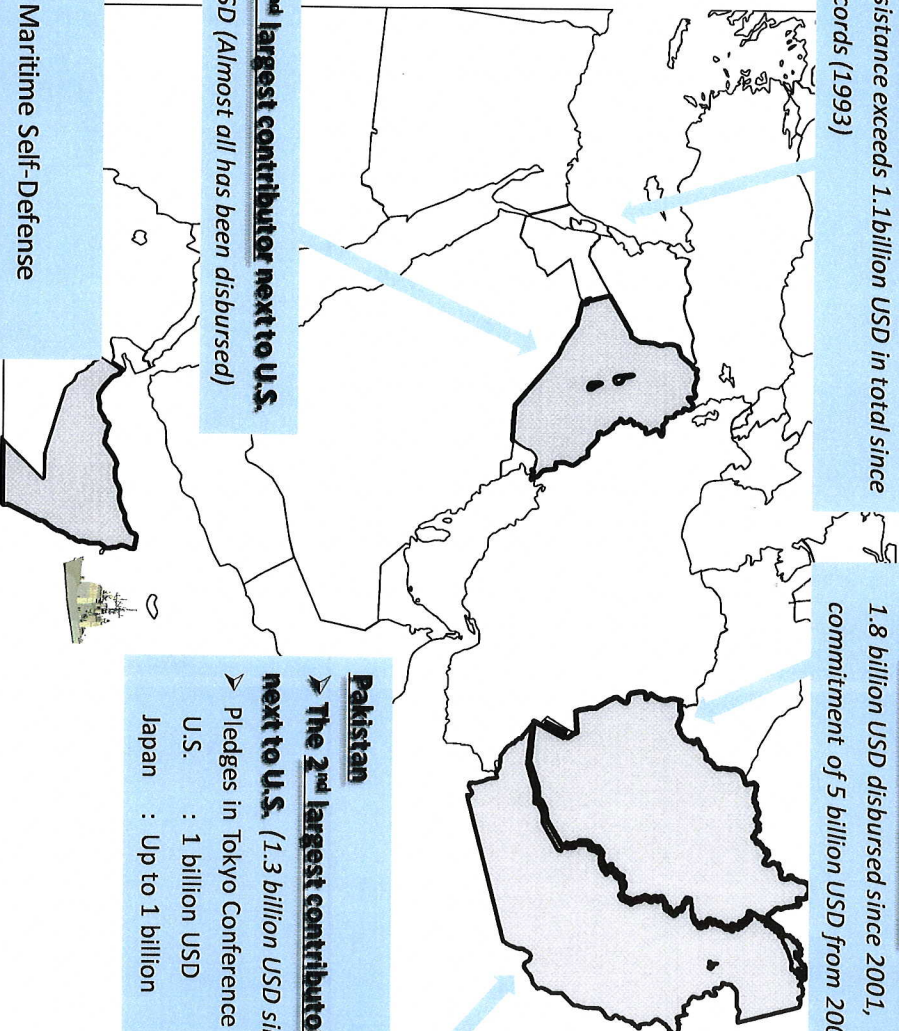 sistance exceeds 1.1billion USD in total since
cords (1993)
1.8 billion USD disbursed since 2001,
commitment of 5 billion USD from 20
nd largest contributor next to U.S.
SD (Almost all has been disbursed)
Pakistan
➢ The 2nd largest contributo
next to U.S. (1.3 billion USD si
➢ Pledges in Tokyo Conference
U.S. : 1 billion USD
Japan : Up to 1 billion
Maritime Self-Defense